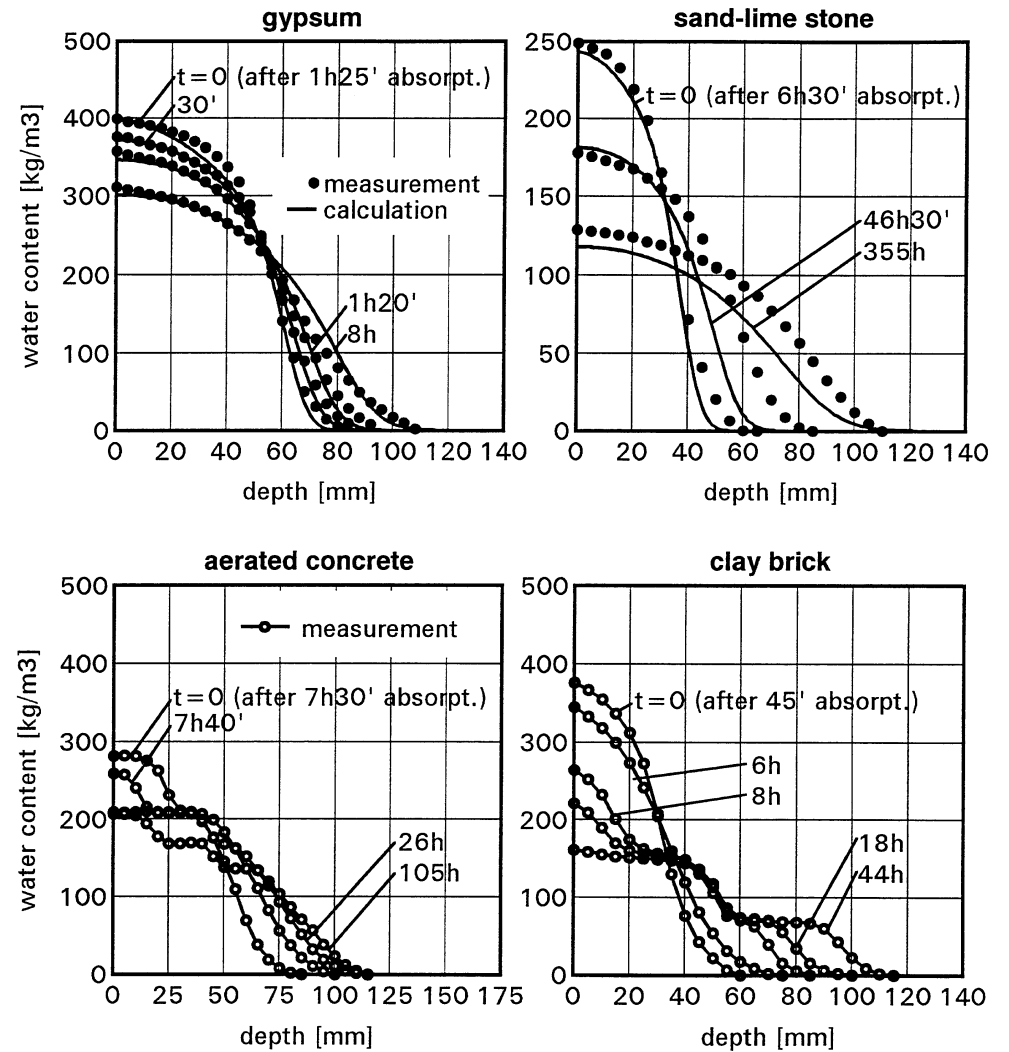 gypsum
500
400
300
200
100
0
water content [kg/m3]
t=0 (after 1h25' absorpt.)
30'
measurement
calculation
1h20'
8h
0 20 40 60 80 100 120 140
depth [mm]
sand-lime stone
250
200
150
100
50
0
t=0 (after 6h30' absorpt.)
46h30'
355h
0 20 40 60 80 100 120 140
depth [mm]
aerated concrete
500
400
300
200
100
0
water content [kg/m3]
measurement
t=0 (after 7h30' absorpt.)
7h40'
26h
105h
0 25 50 75 100 125 150 175
depth [mm]
clay brick
500
400
300
200
100
0
t=0 (after 45' absorpt.)
6h
8h
18h
44h
0 20 40 60 80 100 120 140
depth [mm]